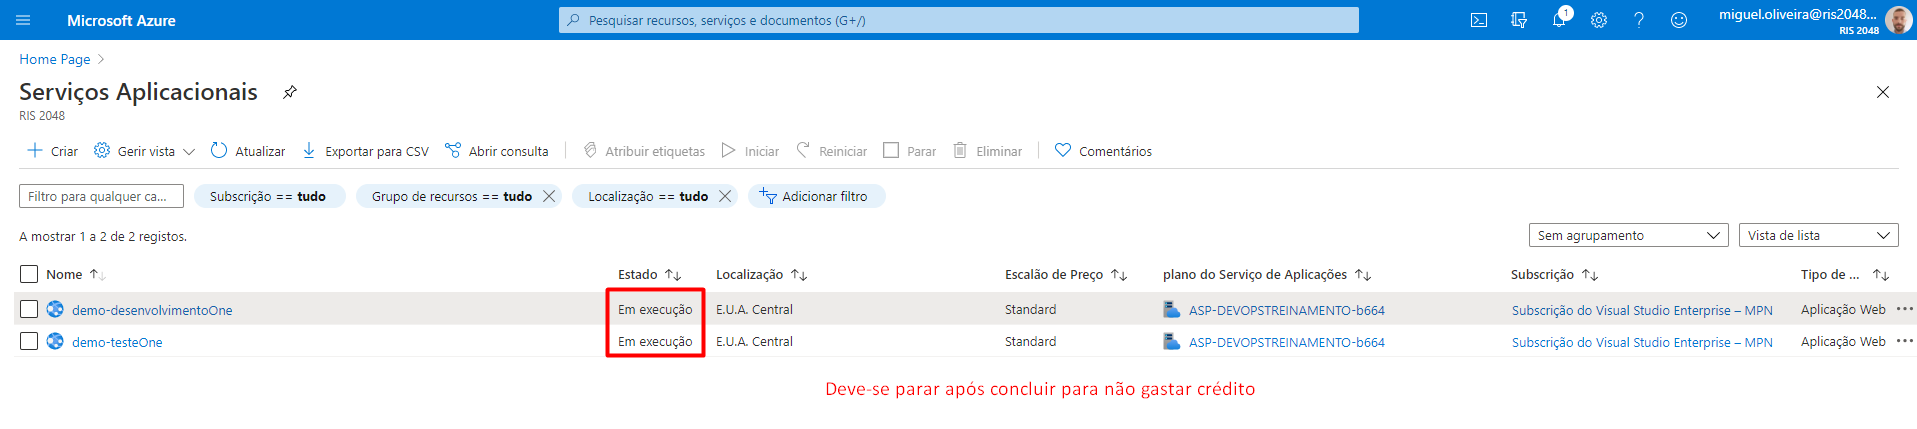 Microsoft Azure
Pesquisar recursos, serviços e documentos (G+/)
1
miguel.oliveira@ris2048...
RIS 2048
Home Page
Serviços Aplicacionais
RIS 2048
Criar Gerir vista Atualizar Exportar para CSV Abrir consulta Atribuir etiquetas Iniciar Reiniciar Parar Eliminar Comentários
Filtro para qualquer ca... Subscrição == tudo Grupo de recursos == tudo Localização == tudo Adicionar filtro
A mostrar 1 a 2 de 2 registos. Sem agrupamento Vista de lista
Nome Estado Localização Escalão de Preço plano do Serviço de Aplicações Subscrição Tipo de ...
demo-desenvolvimentoOne Em execução E.U.A. Central Standard ASP-DEVOPSTREINAMENTO-b664 Subscrição do Visual Studio Enterprise – MPN Aplicação Web ...
demo-testeOne Em execução E.U.A. Central Standard ASP-DEVOPSTREINAMENTO-b664 Subscrição do Visual Studio Enterprise – MPN Aplicação Web ...
Deve-se parar após concluir para não gastar crédito